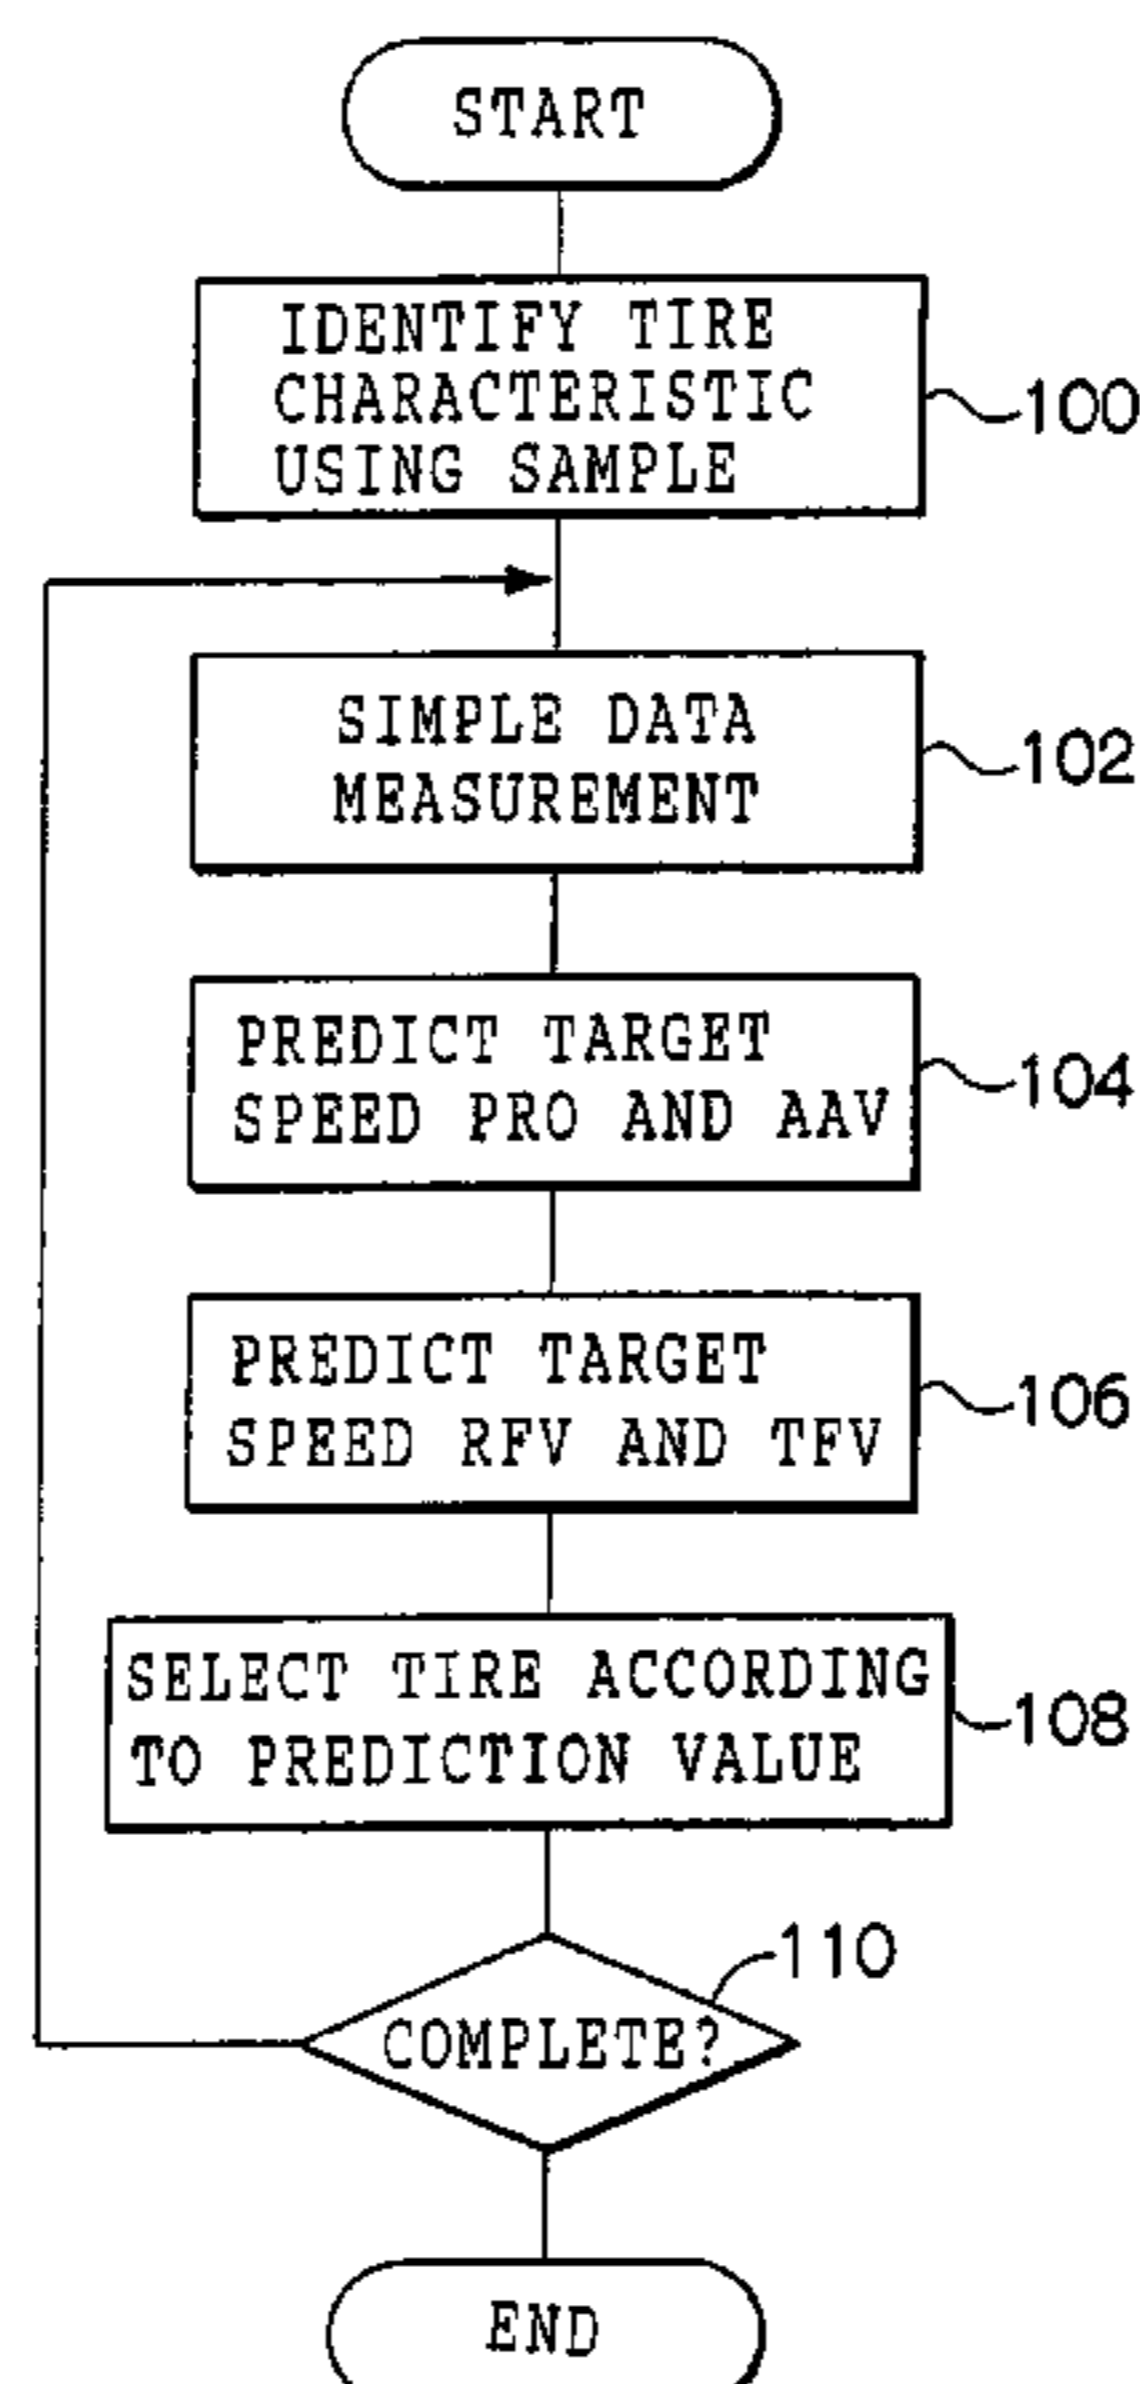 START
IDENTIFY TIRE
CHARACTERISTIC
USING SAMPLE
100
SIMPLE DATA
MEASUREMENT
102
PREDICT TARGET
SPEED PRO AND AAV
104
PREDICT TARGET
SPEED RFV AND TFV
106
SELECT TIRE ACCORDING
TO PREDICTION VALUE
108
110
COMPLETE?
END